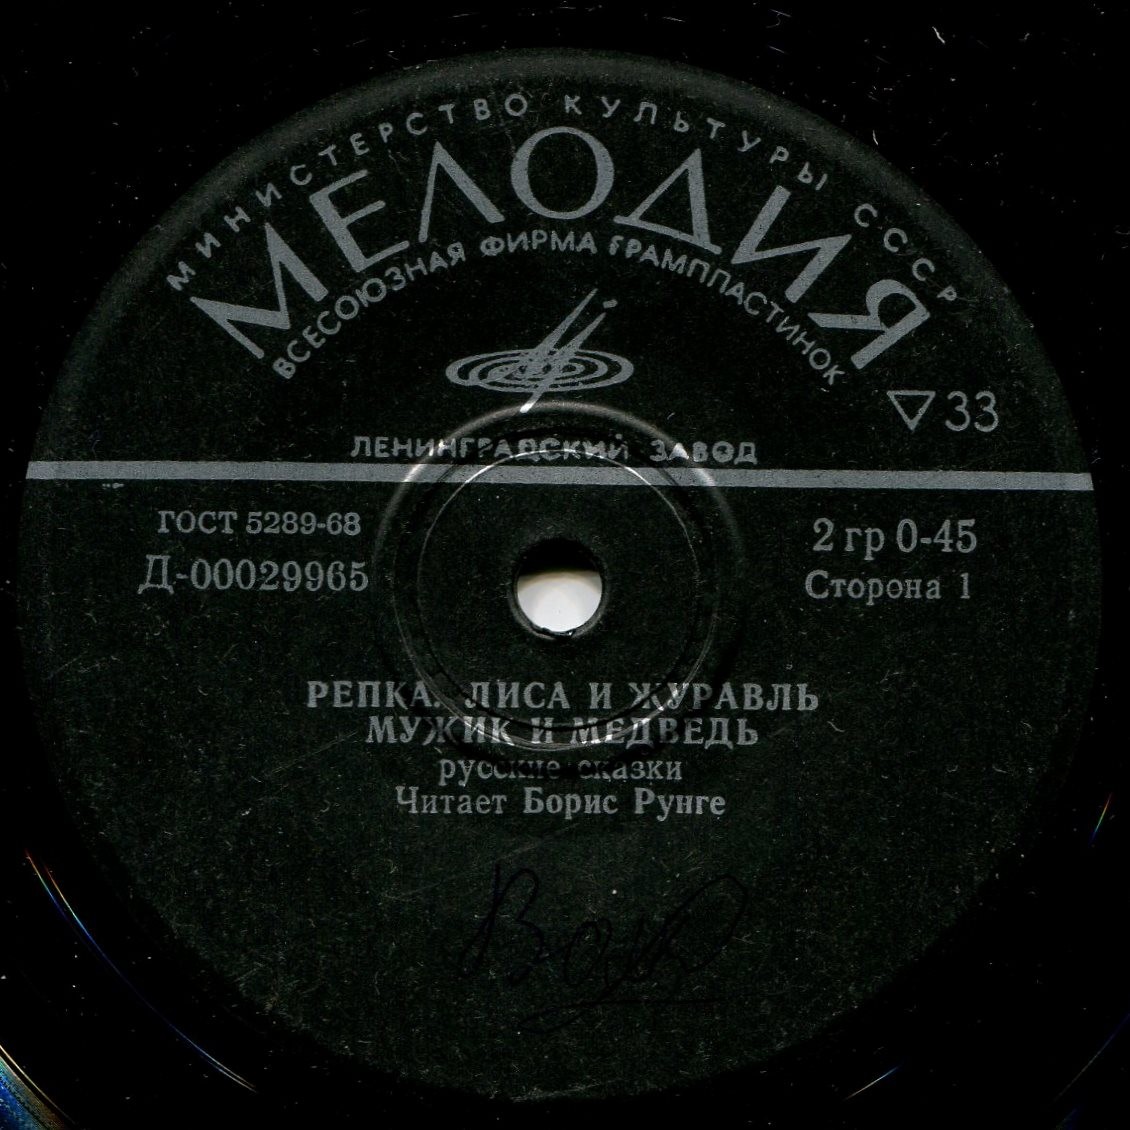 МИНИСТЕРСТВО КУЛЬТУРЫ СССР
МЕЛОДИЯ
ВСЕСОЮЗНАЯ ФИРМА ГРАМПЛАСТИНОК
33
ЛЕНИНГРАДСКИЙ ЗАВОД
ГОСТ 5289-68
2 гр 0-45
Д-00029965
Сторона 1
РЕПКА. ЛИСА И ЖУРАВЛЬ
МУЖИК И МЕДВЕДЬ
русские сказки
Читает Борис Рунге